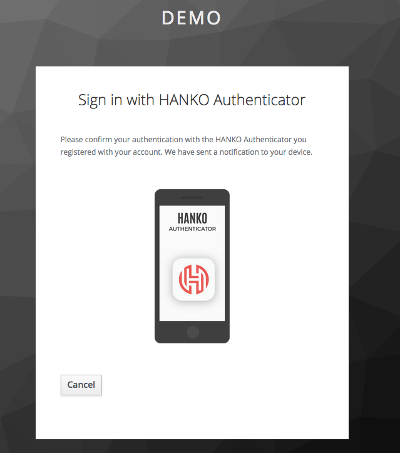 DEMO
Sign in with HANKO Authenticator
Please confirm your authentication with the HANKO Authenticator you
registered with your account. We have sent a notification to your device.
HANKO
AUTHENTICATOR
Cancel